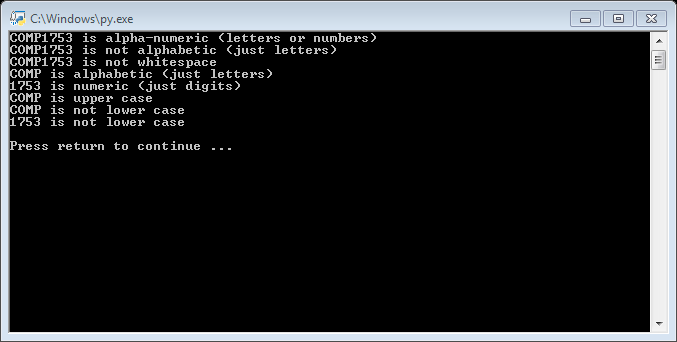 C:\Windows\py.exe
COMP1753 is alpha-numeric (letters or numbers)
COMP1753 is not alphabetic (just letters)
COMP1753 is not whitespace
COMP is alphabetic (just letters)
1753 is numeric (just digits)
COMP is upper case
COMP is not lower case
1753 is not lower case
Press return to continue ...